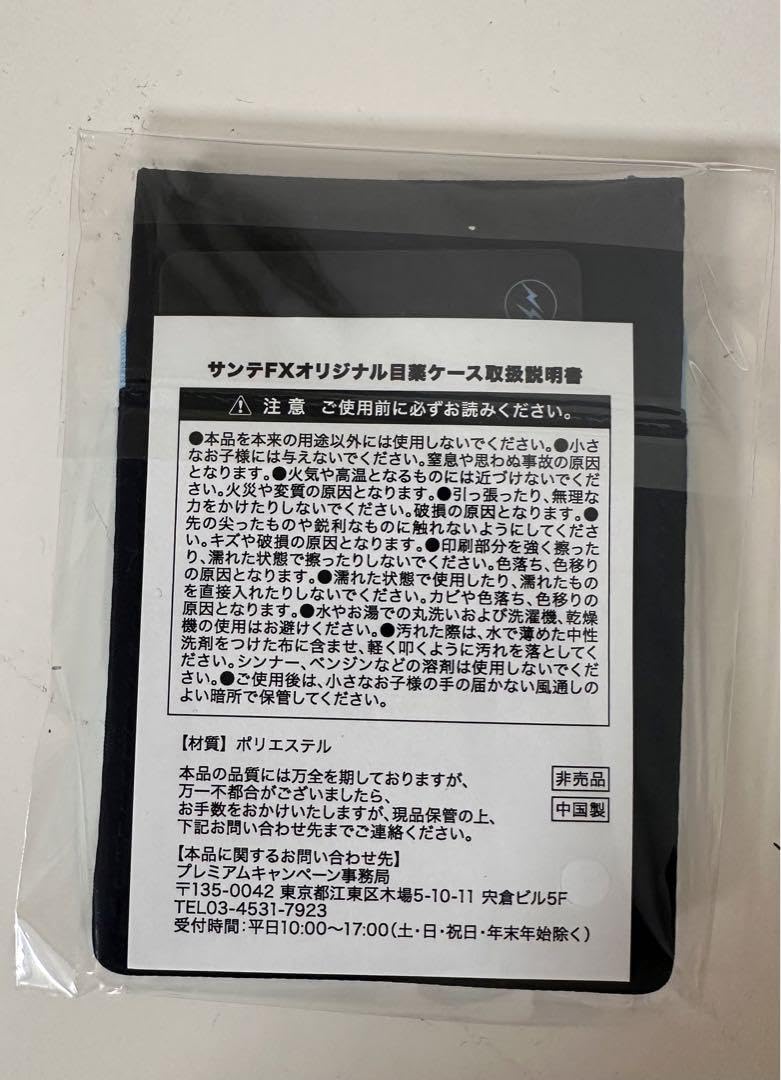 サンテFXオリジナル目薬ケース取扱説明書
注意 ご使用前に必ずお読みください。
●本品を本来の用途以外には使用しないでください。●小さ
なお子様には与えないでください。窒息や思わぬ事故の原因
となります。●火気や高温となるものには近づけないでくだ
さい。火災や変質の原因となります。●引っ張ったり、無理な
力をかけたりしないでください。破損の原因となります。●
先の尖ったものや鋭利なものに触れないようにしてくださ
い。キズや破損の原因となります。●印刷部分を強く擦った
り、濡れた状態で擦ったりしないでください。色落ち、色移り
の原因となります。●濡れた状態で使用したり、濡れたもの
を直接入れたりしないでください。カビや色落ち、色移りの
原因となります。●水やお湯での丸洗いおよび洗濯機、乾燥
機の使用はお避けください。●汚れた際は、水で薄めた中性
洗剤をつけた布に含ませ、軽く叩くように汚れを落としてく
ださい。シンナー、ベンジンなどの溶剤は使用しないでくだ
さい。●ご使用後は、小さなお子様の手の届かない風通しの
よい暗所で保管してください。
【材質】ポリエステル
本品の品質には万全を期しておりますが、
万一不都合がございましたら、
お手数をおかけいたしますが、現品保管の上、
下記お問い合わせ先までご連絡ください。
非売品
中国製
【本品に関するお問い合わせ先】
プレミアムキャンペーン事務局
〒135-0042 東京都江東区木場5-10-11 宍倉ビル5F
TEL03-4531-7923
受付時間:平日10:00〜17:00(土・日・祝日・年末年始除く)